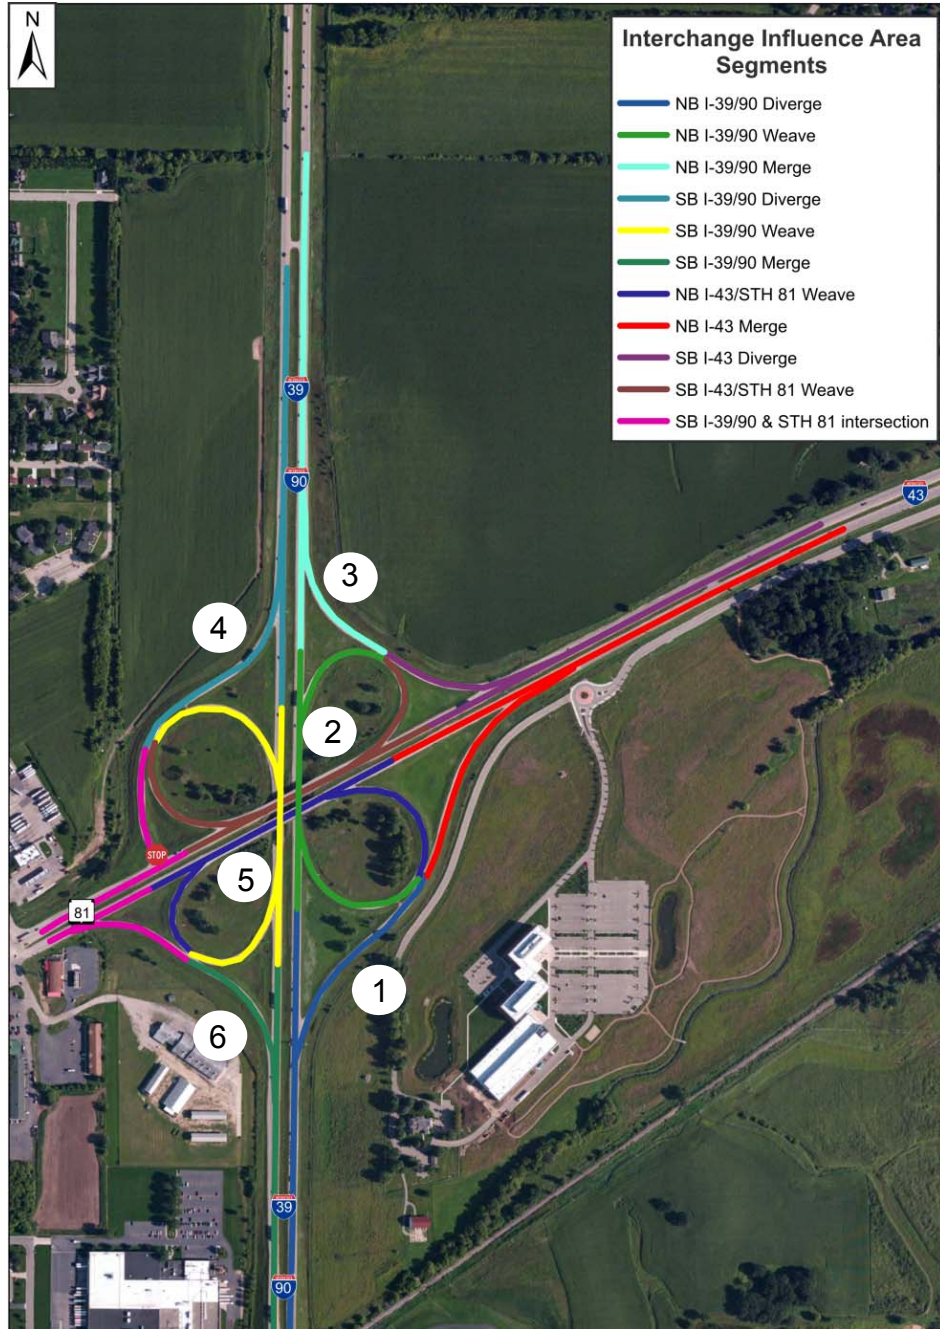 N
Interchange Influence Area
Segments
NB I-39/90 Diverge
NB I-39/90 Weave
NB I-39/90 Merge
SB I-39/90 Diverge
SB I-39/90 Weave
SB I-39/90 Merge
NB I-43/STH 81 Weave
NB I-43 Merge
SB I-43 Diverge
SB I-43/STH 81 Weave
SB I-39/90 & STH 81 intersection
39
90
43
3
4
2
STOP
5
81
1
6
39
90